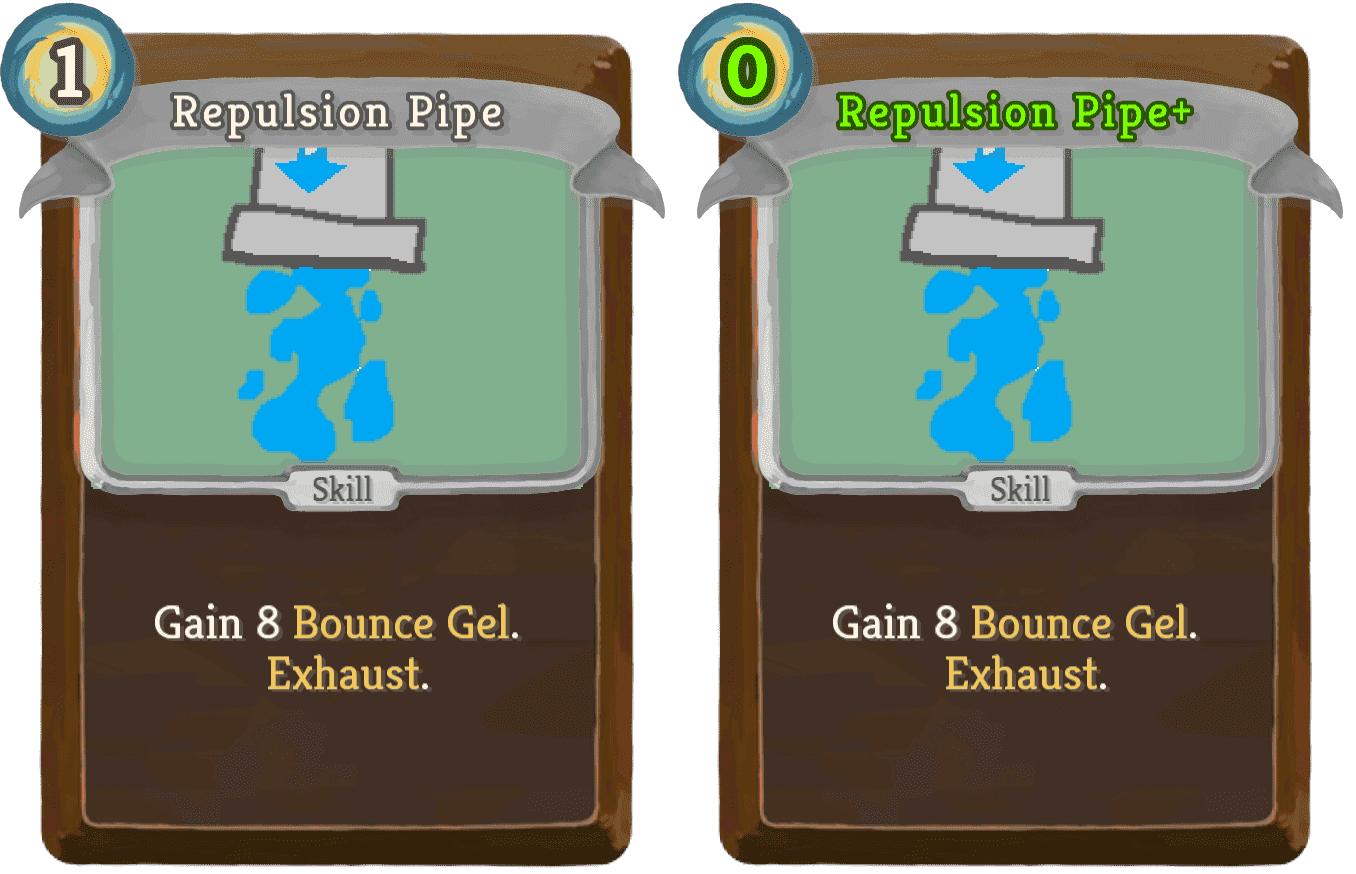 1
Repulsion Pipe
Skill
Gain 8 Bounce Gel.
Exhaust.
0
Repulsion Pipe+
Skill
Gain 8 Bounce Gel.
Exhaust.